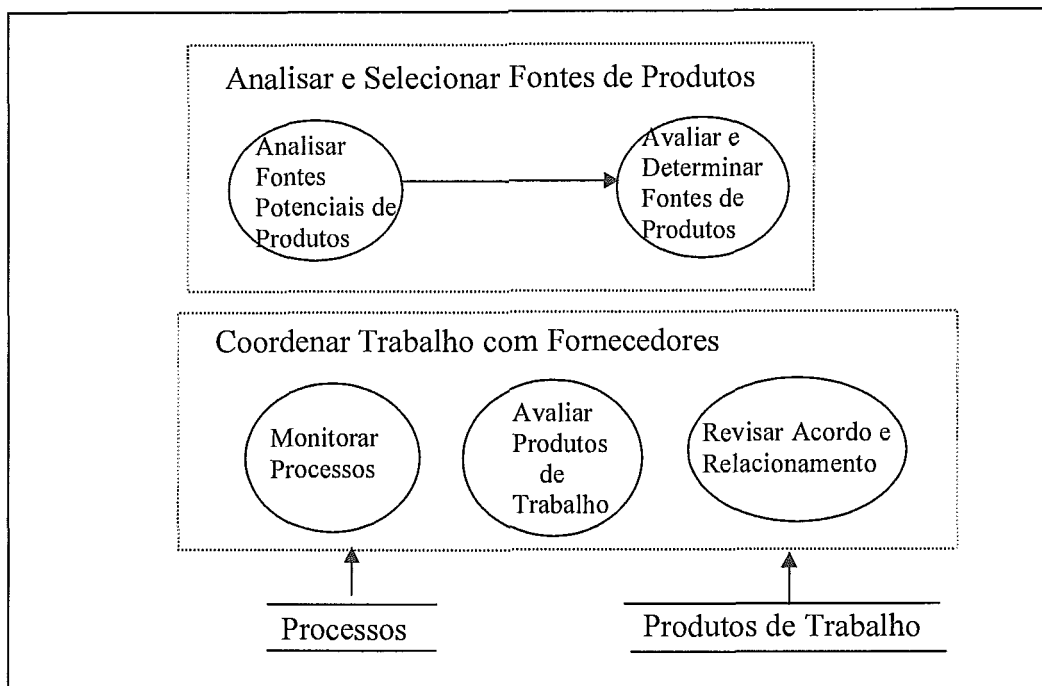 Analisar e Selecionar Fontes de Produtos
Analisar
Fontes
Potenciais de
Produtos
Avaliar e
Determinar
Fontes de
Produtos
Coordenar Trabalho com Fornecedores
Monitorar
Processos
Avaliar
Produtos
de
Trabalho
Revisar Acordo e
Relacionamento
Processos
Produtos de Trabalho